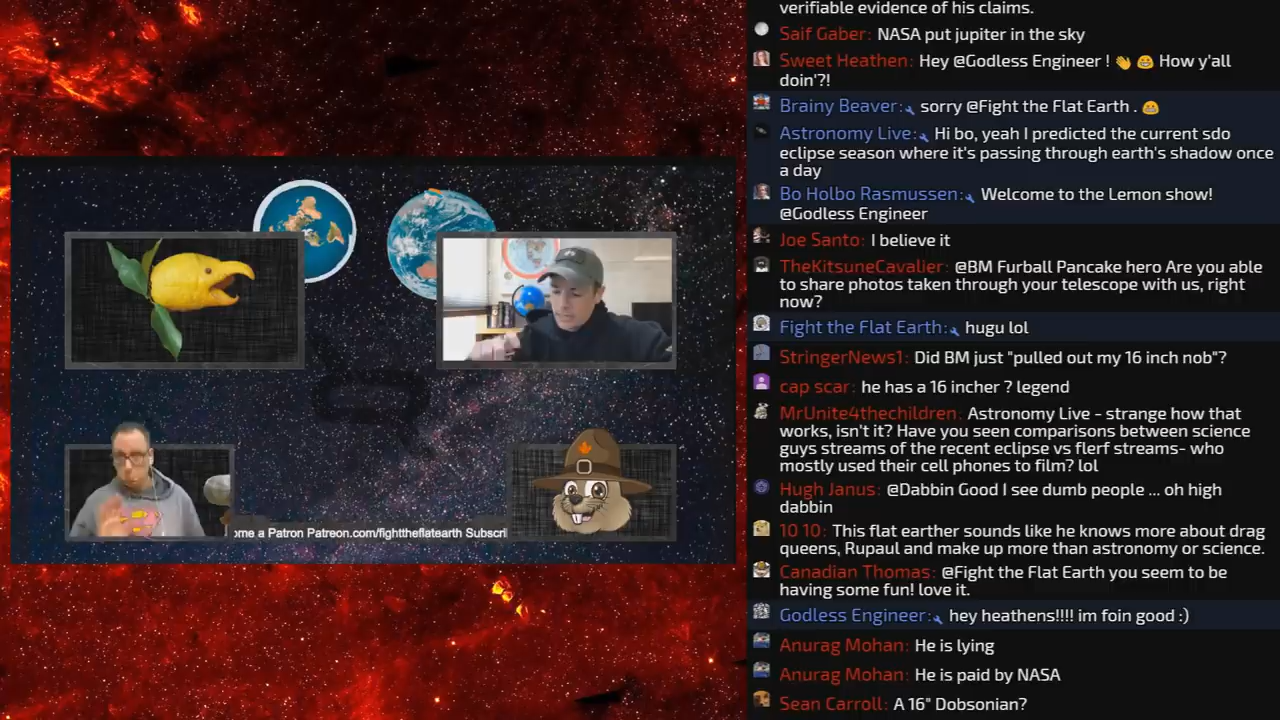 verifiable evidence of his claims.
Saif Gaber: NASA put jupiter in the sky
Sweet Heathen: Hey @Godless Engineer ! 👋 😁 How y'all
doin'?!
Brainy Beaver: sorry @Fight the Flat Earth . 😁
Astronomy Live: Hi bo, yeah I predicted the current sdo
eclipse season where it's passing through earth's shadow once
a day
Bo Holbo Rasmussen: Welcome to the Lemon show!
@Godless Engineer
Joe Santo: I believe it
TheKitsuneCavalier: @BM Furball Pancake hero Are you able
to share photos taken through your telescope with us, right
now?
Fight the Flat Earth: hugu lol
StringerNews1: Did BM just "pulled out my 16 inch nob"?
cap scar: he has a 16 incher ? legend
MrUnite4thechildren: Astronomy Live - strange how that
works, isn't it? Have you seen comparisons between science
guys streams of the recent eclipse vs flerf streams- who
mostly used their cell phones to film? lol
Hugh Janus: @Dabbin Good I see dumb people ... oh high
dabbin
10 10: This flat earther sounds like he knows more about drag
queens, Rupaul and make up more than astronomy or science.
Canadian Thomas: @Fight the Flat Earth you seem to be
having some fun! love it.
Godless Engineer: hey heathens!!!! im foin good :)
Anurag Mohan: He is lying
Anurag Mohan: He is paid by NASA
Sean Carroll: A 16" Dobsonian?
ome a Patron Patreon.com/fighttheflatearth Subscri